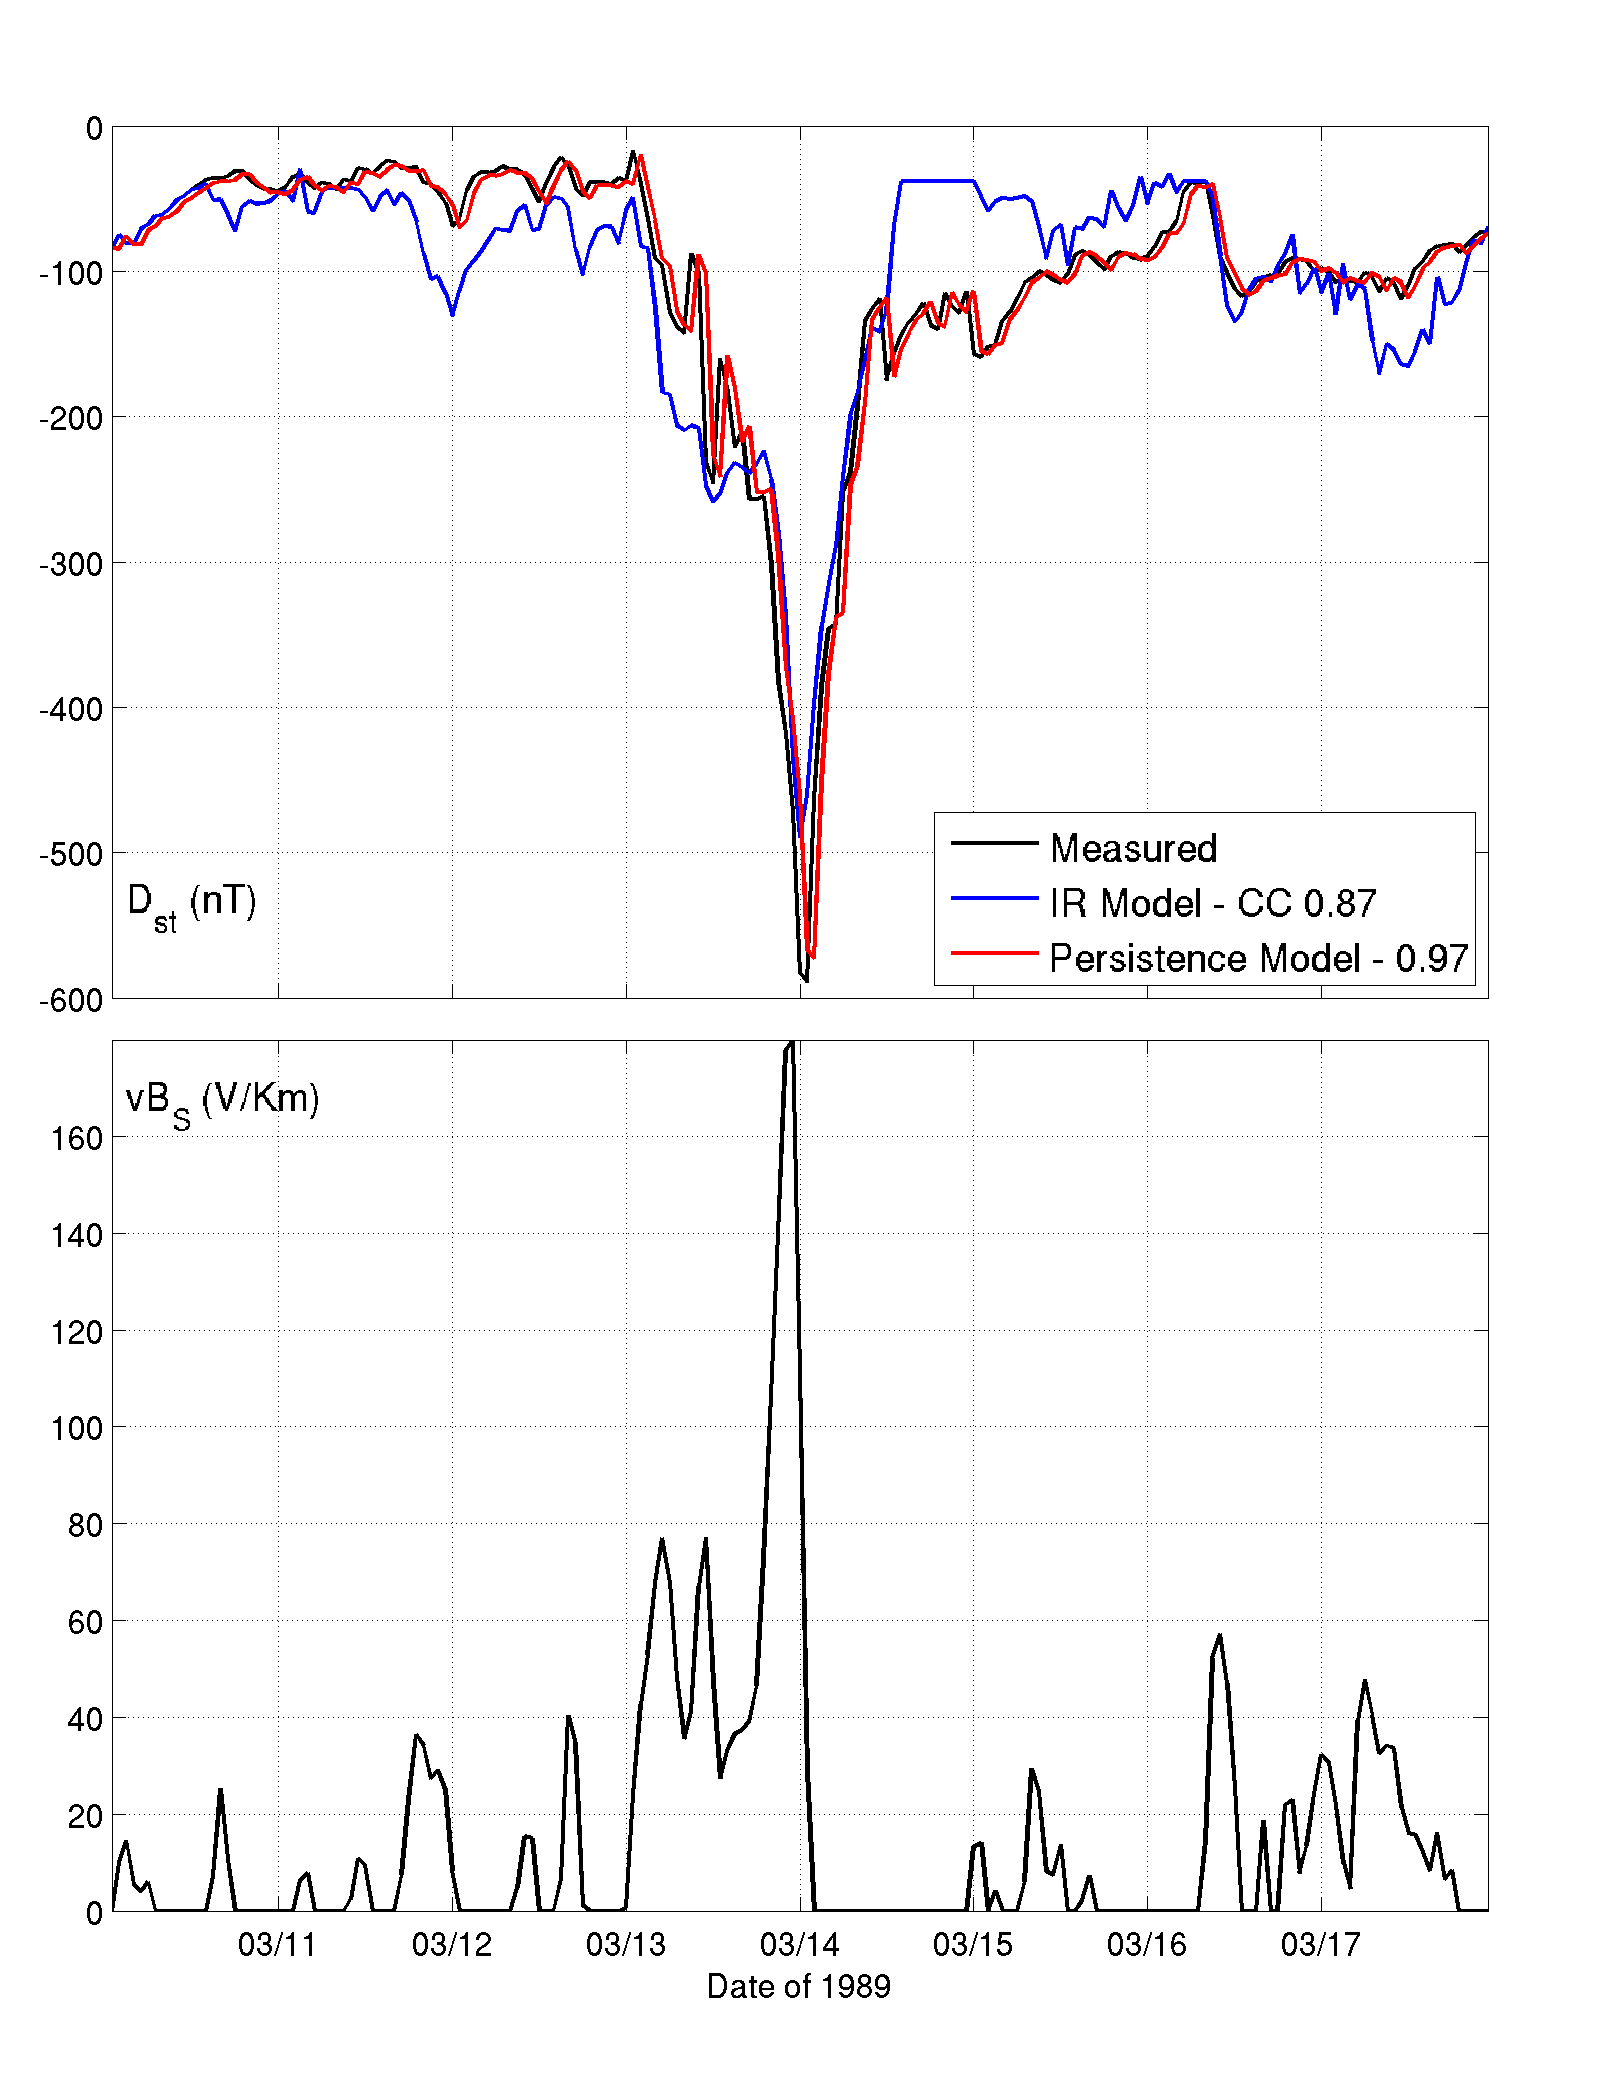 0
-100
-200
-300
-400
-500
-600
Dst (nT)
Measured
IR Model - CC 0.87
Persistence Model - 0.97
vBS (V/Km)
160
140
120
100
80
60
40
20
0
03/11 03/12 03/13 03/14 03/15 03/16 03/17
Date of 1989